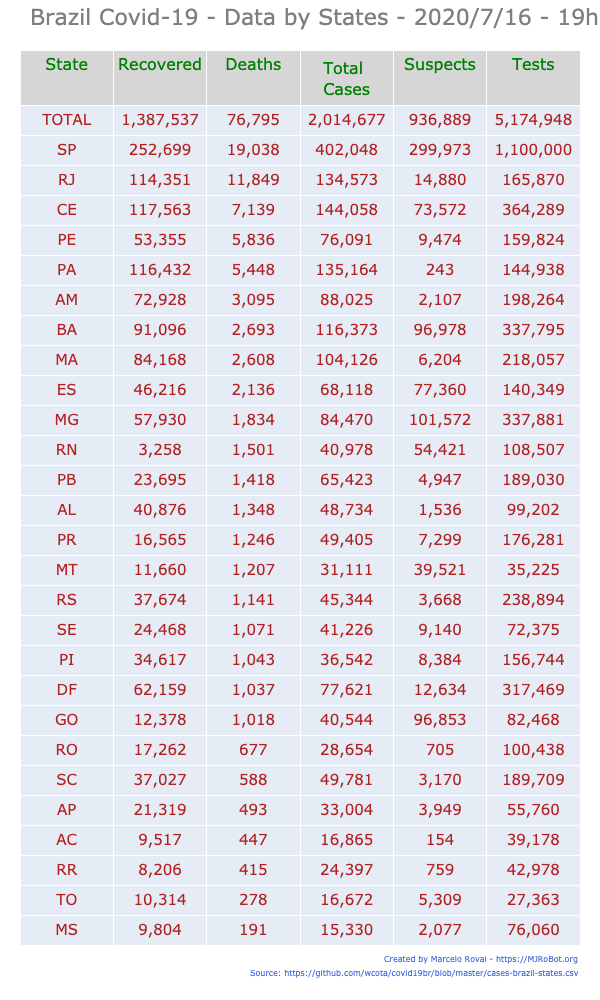 Brazil Covid-19 - Data by States - 2020/7/16 - 19h
State Recovered Deaths Total Cases Suspects Tests
TOTAL 1,387,537 76,795 2,014,677 936,889 5,174,948
SP 252,699 19,038 402,048 299,973 1,100,000
RJ 114,351 11,849 134,573 14,880 165,870
CE 117,563 7,139 144,058 73,572 364,289
PE 53,355 5,836 76,091 9,474 159,824
PA 116,432 5,448 135,164 243 144,938
AM 72,928 3,095 88,025 2,107 198,264
BA 91,096 2,693 116,373 96,978 337,795
MA 84,168 2,608 104,126 6,204 218,057
ES 46,216 2,136 68,118 77,360 140,349
MG 57,930 1,834 84,470 101,572 337,881
RN 3,258 1,501 40,978 54,421 108,507
PB 23,695 1,418 65,423 4,947 189,030
AL 40,876 1,348 48,734 1,536 99,202
PR 16,565 1,246 49,405 7,299 176,281
MT 11,660 1,207 31,111 39,521 35,225
RS 37,674 1,141 45,344 3,668 238,894
SE 24,468 1,071 41,226 9,140 72,375
PI 34,617 1,043 36,542 8,384 156,744
DF 62,159 1,037 77,621 12,634 317,469
GO 12,378 1,018 40,544 96,853 82,468
RO 17,262 677 28,654 705 100,438
SC 37,027 588 49,781 3,170 189,709
AP 21,319 493 33,004 3,949 55,760
AC 9,517 447 16,865 154 39,178
RR 8,206 415 24,397 759 42,978
TO 10,314 278 16,672 5,309 27,363
MS 9,804 191 15,330 2,077 76,060
Created by Marcelo Rovai - https://MJRoBot.org
Source: https://github.com/wcota/covid19br/blob/master/cases-brazil-states.csv